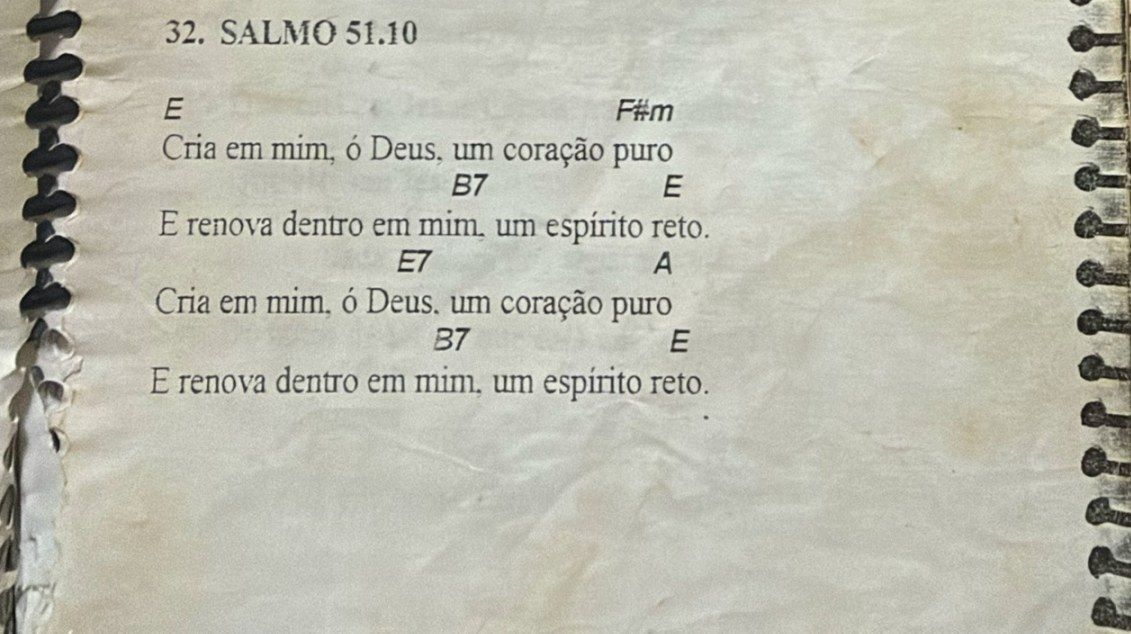 32. SALMO 51.10
E F#m
Cria em mim, ó Deus, um coração puro
B7 E
E renova dentro em mim, um espírito reto.
E7 A
Cria em mim, ó Deus, um coração puro
B7 E
E renova dentro em mim, um espírito reto.